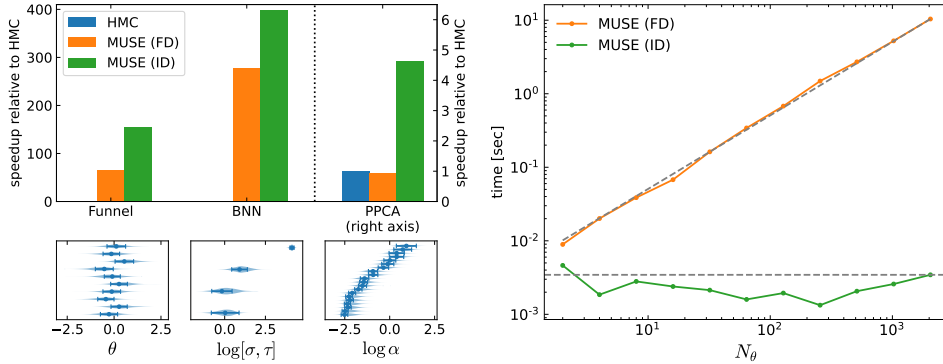 speedup relative to HMC
400
300
200
100
0
HMC
MUSE (FD)
MUSE (ID)
6
5
4
3
2
1
0
speedup relative to HMC
Funnel
BNN
PPCA
(right axis)
−2.5 0.0 2.5
θ
0.0 2.5
log[σ, τ]
−2.5 0.0 2.5
log α
time [sec]
10¹
10⁰
10⁻¹
10⁻²
10⁻³
MUSE (FD)
MUSE (ID)
10¹ 10² 10³
N_θ